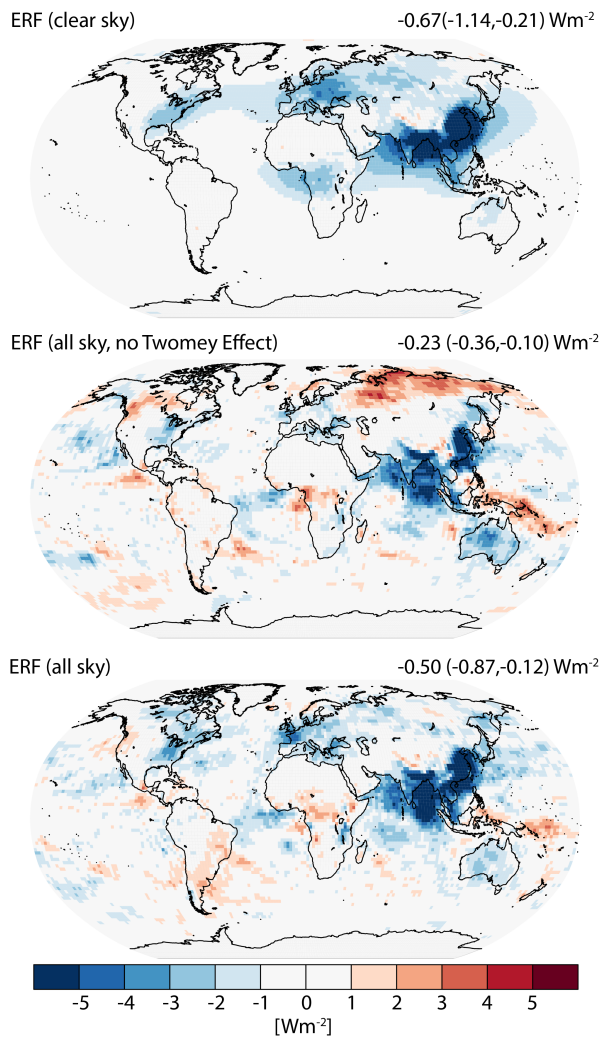 ERF (clear sky) -0.67(-1.14,-0.21) Wm⁻²
ERF (all sky, no Twomey Effect) -0.23 (-0.36,-0.10) Wm⁻²
ERF (all sky) -0.50 (-0.87,-0.12) Wm⁻²
-5 -4 -3 -2 -1 0 1 2 3 4 5
[Wm⁻²]